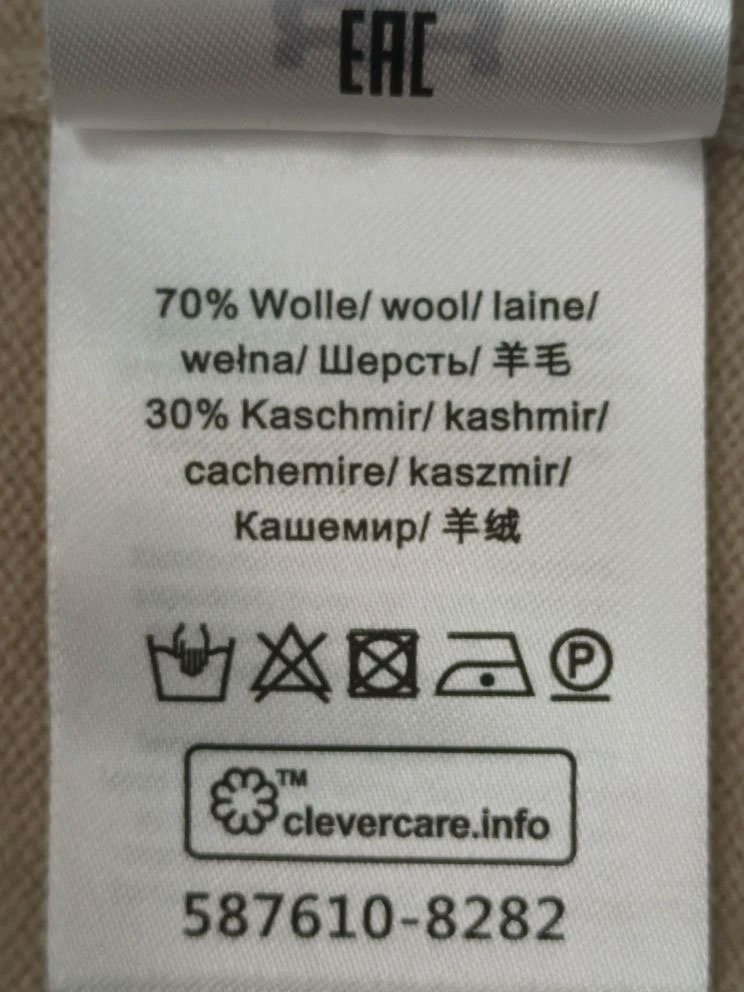 EAC
70% Wolle/ wool/ laine/
wełna/ Шерсть/ 羊毛
30% Kaschmir/ kashmir/
cachemire/ kaszmir/
Кашемир/ 羊绒
P
TM
clevercare.info
587610-8282